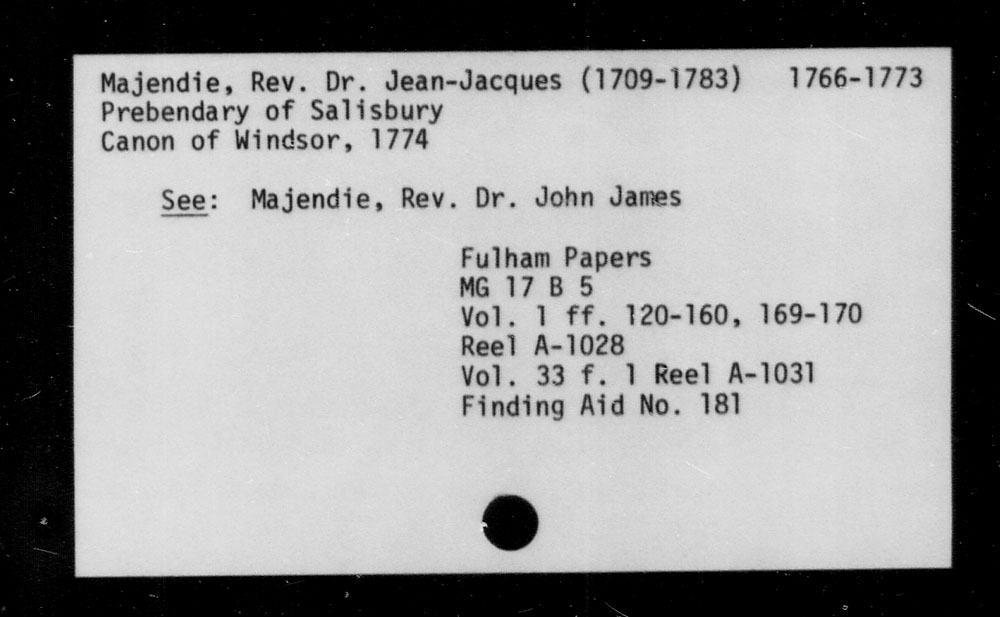 Majendie, Rev. Dr. Jean-Jacques (1709-1783) 1766-1773
Prebendary of Salisbury
Canon of Windsor, 1774
See: Majendie, Rev. Dr. John James
Fulham Papers
MG 17 B 5
Vol. 1 ff. 120-160, 169-170
Reel A-1028
Vol. 33 f. 1 Reel A-1031
Finding Aid No. 181